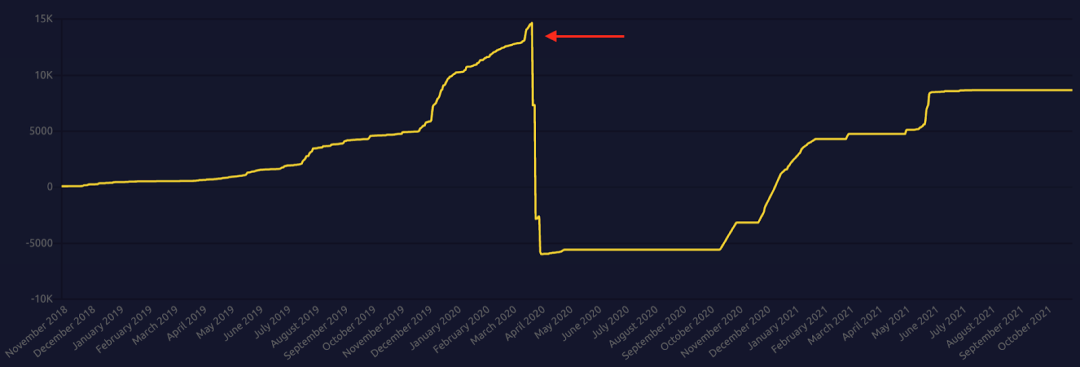 15K
10K
5000
0
-5000
-10K
November 2018
December 2018
January 2019
February 2019
March 2019
April 2019
May 2019
June 2019
July 2019
August 2019
September 2019
October 2019
November 2019
December 2019
January 2020
February 2020
March 2020
April 2020
May 2020
June 2020
July 2020
August 2020
September 2020
October 2020
November 2020
December 2020
January 2021
February 2021
March 2021
April 2021
May 2021
June 2021
July 2021
August 2021
September 2021
October 2021